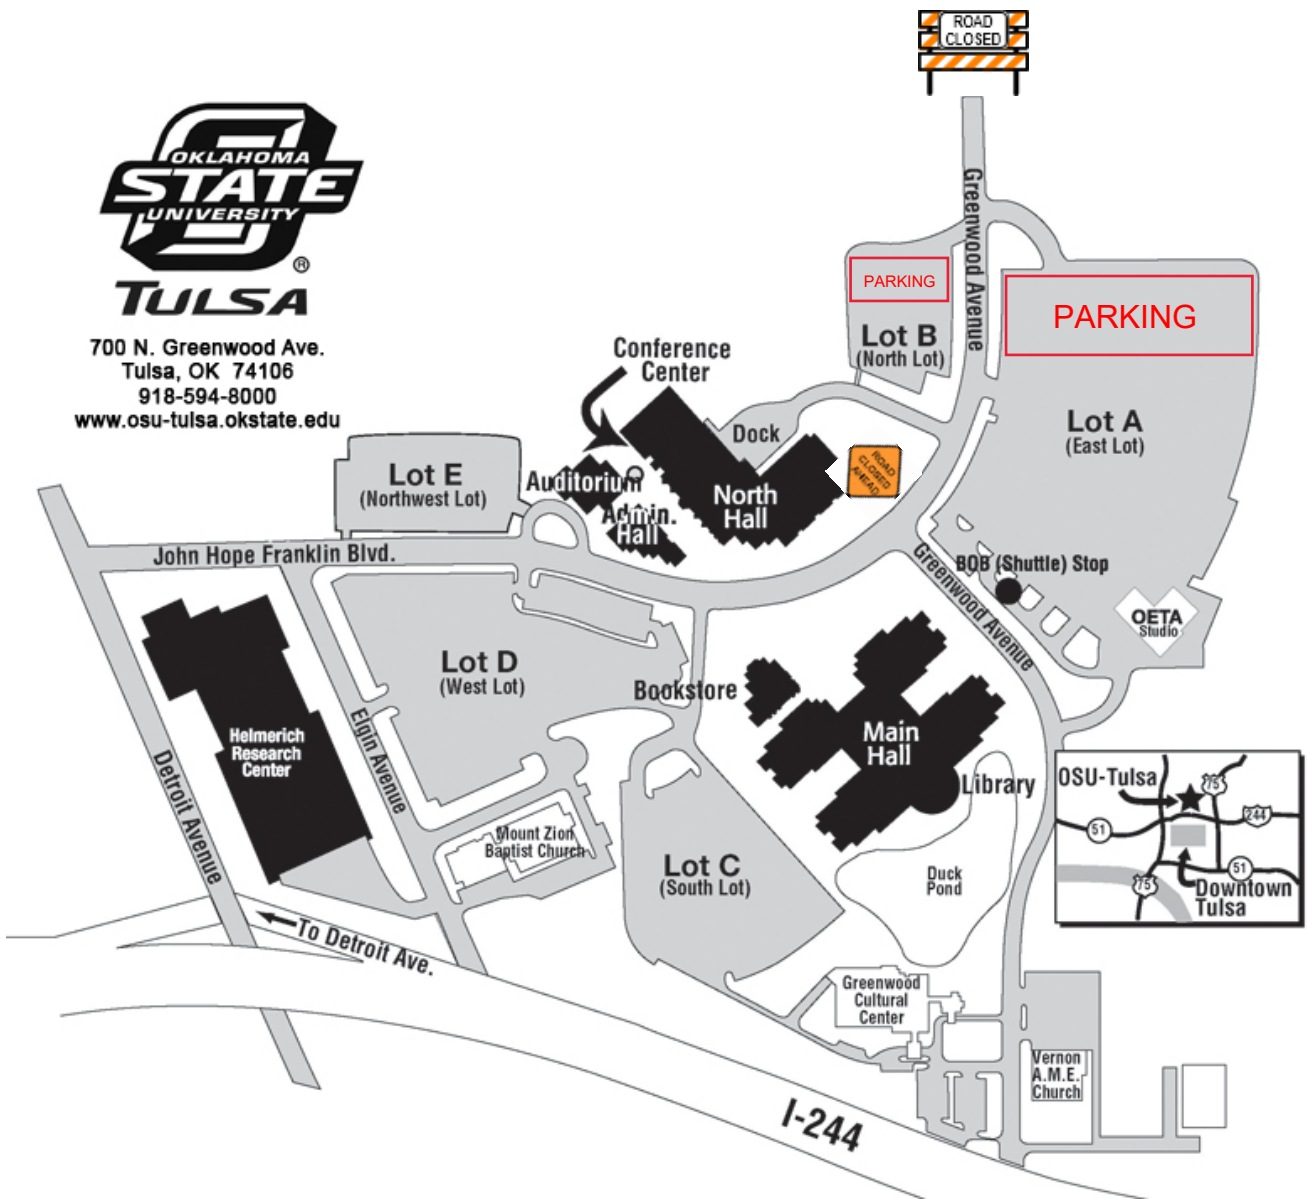 ROAD
CLOSED
OKLAHOMA
STATE
UNIVERSITY
®
TULSA
700 N. Greenwood Ave.
Tulsa, OK 74106
918-594-8000
www.osu-tulsa.okstate.edu
Greenwood Avenue
PARKING
PARKING
Lot B
(North Lot)
Conference
Center
Lot A
(East Lot)
Dock
Lot E
(Northwest Lot)
Auditorium
North
Hall
ROAD
CLOSED
AHEAD
Admin.
Hall
John Hope Franklin Blvd.
Greenwood Avenue
BOB (Shuttle) Stop
OETA
Studio
Lot D
(West Lot)
Bookstore
Main
Hall
Library
Helmerich
Research
Center
Elgin Avenue
Detroit Avenue
Mount Zion
Baptist Church
Lot C
(South Lot)
Duck
Pond
OSU-Tulsa
75
244
51
51
75
Downtown
Tulsa
To Detroit Ave.
Greenwood
Cultural
Center
Vernon
A.M.E.
Church
I-244